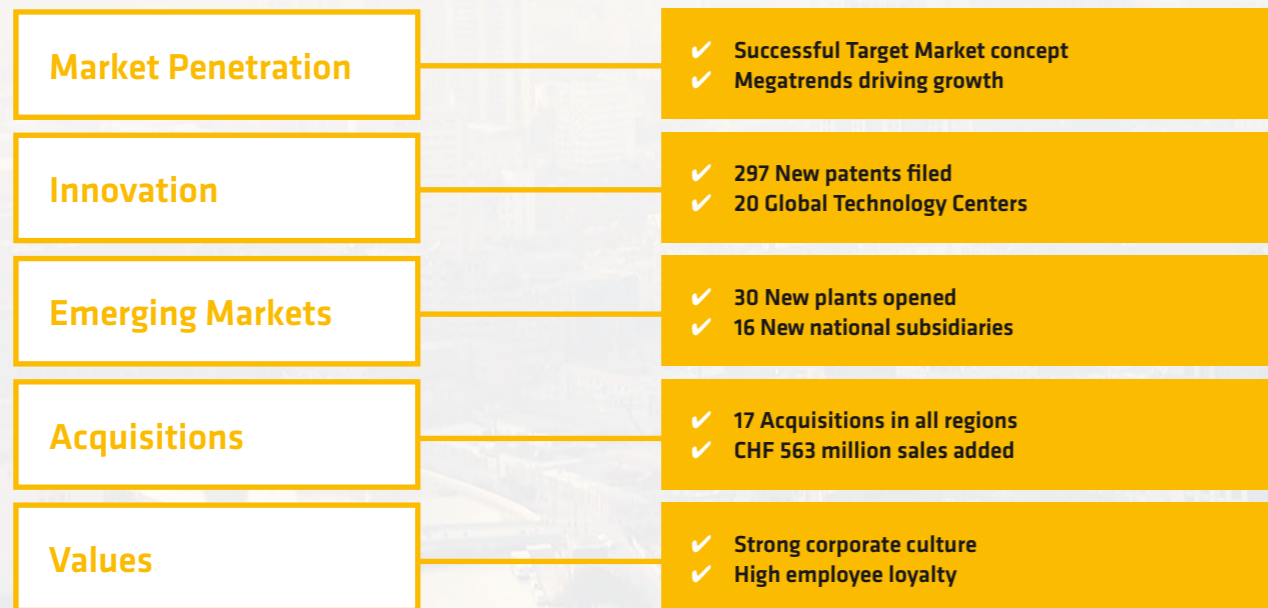 Market Penetration
✔ Successful Target Market concept
✔ Megatrends driving growth
Innovation
✔ 297 New patents filed
✔ 20 Global Technology Centers
Emerging Markets
✔ 30 New plants opened
✔ 16 New national subsidiaries
Acquisitions
✔ 17 Acquisitions in all regions
✔ CHF 563 million sales added
Values
✔ Strong corporate culture
✔ High employee loyalty